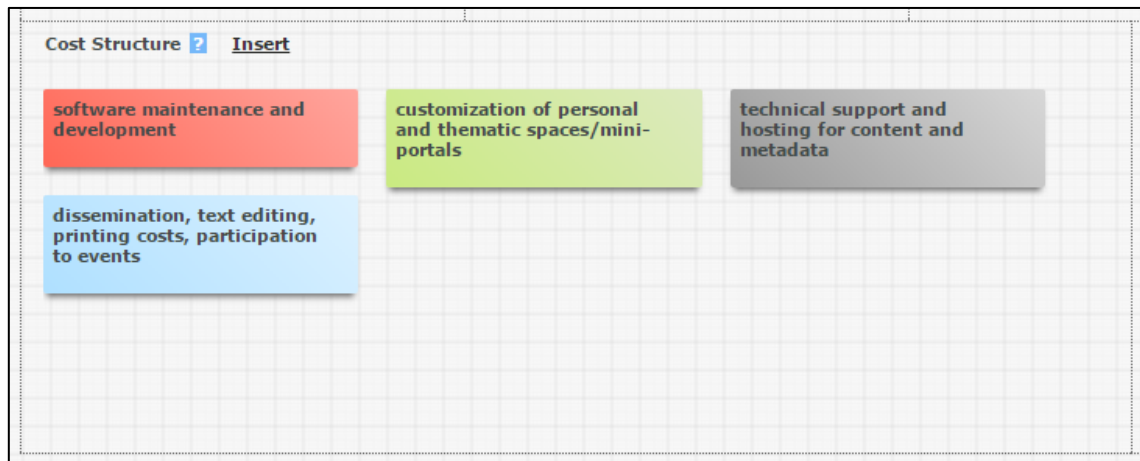 Cost Structure ? Insert
software maintenance and
development
customization of personal
and thematic spaces/mini-
portals
technical support and
hosting for content and
metadata
dissemination, text editing,
printing costs, participation
to events